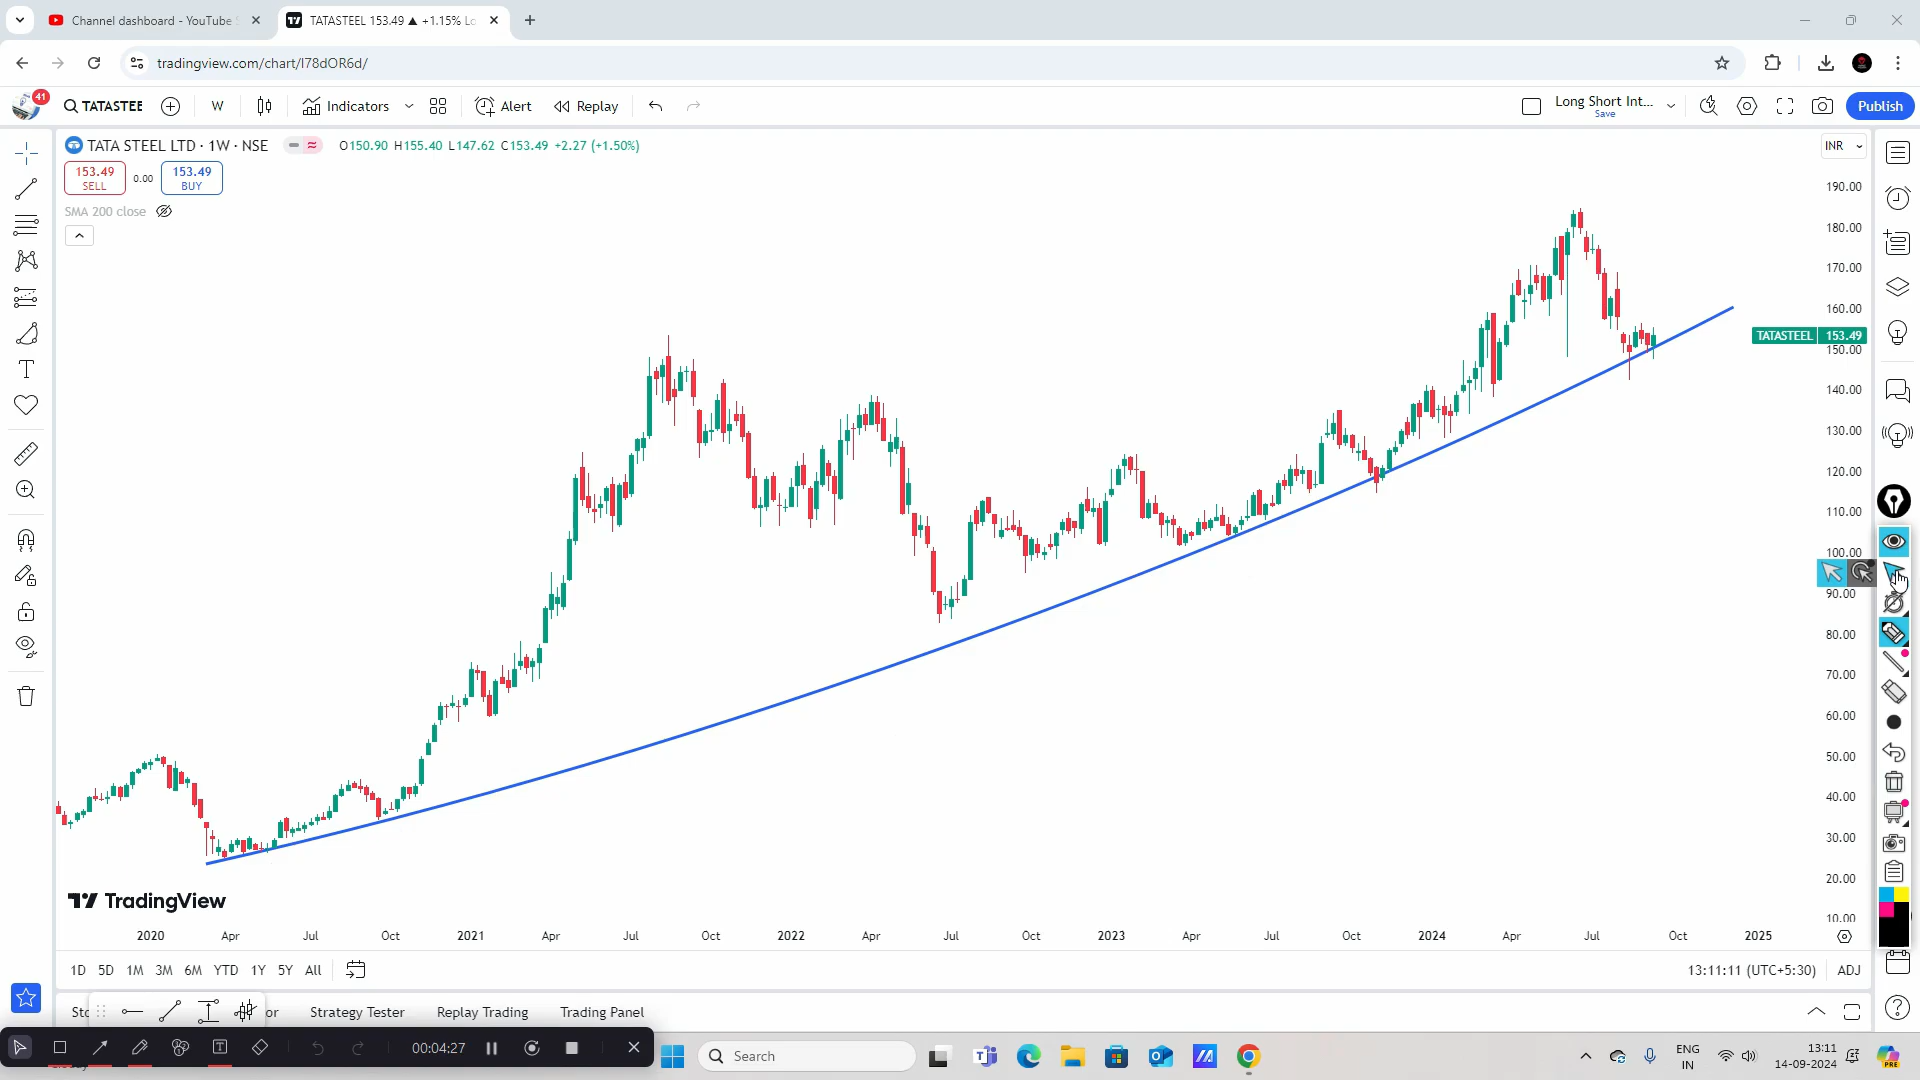 Channel dashboard - YouTube
TATASTEEL 153.49 ▲ +1.15% Lo
tradingview.com/chart/I78dOR6d/
41
TATASTEE
W
Indicators
Alert
Replay
Long Short Int...
Save
Publish
TATA STEEL LTD · 1W · NSE
O150.90 H155.40 L147.62 C153.49 +2.27 (+1.50%)
INR
153.49
SELL
0.00
153.49
BUY
SMA 200 close
190.00
180.00
170.00
160.00
TATASTEEL 153.49
150.00
140.00
130.00
120.00
110.00
100.00
90.00
80.00
70.00
60.00
50.00
40.00
30.00
20.00
10.00
TradingView
2020 Apr Jul Oct 2021 Apr Jul Oct 2022 Apr Jul Oct 2023 Apr Jul Oct 2024 Apr Jul Oct 2025
1D 5D 1M 3M 6M YTD 1Y 5Y All
13:11:11 (UTC+5:30) ADJ
Strategy Tester
Replay Trading
Trading Panel
00:04:27
Search
ENG
IN
13:11
14-09-2024
PRE